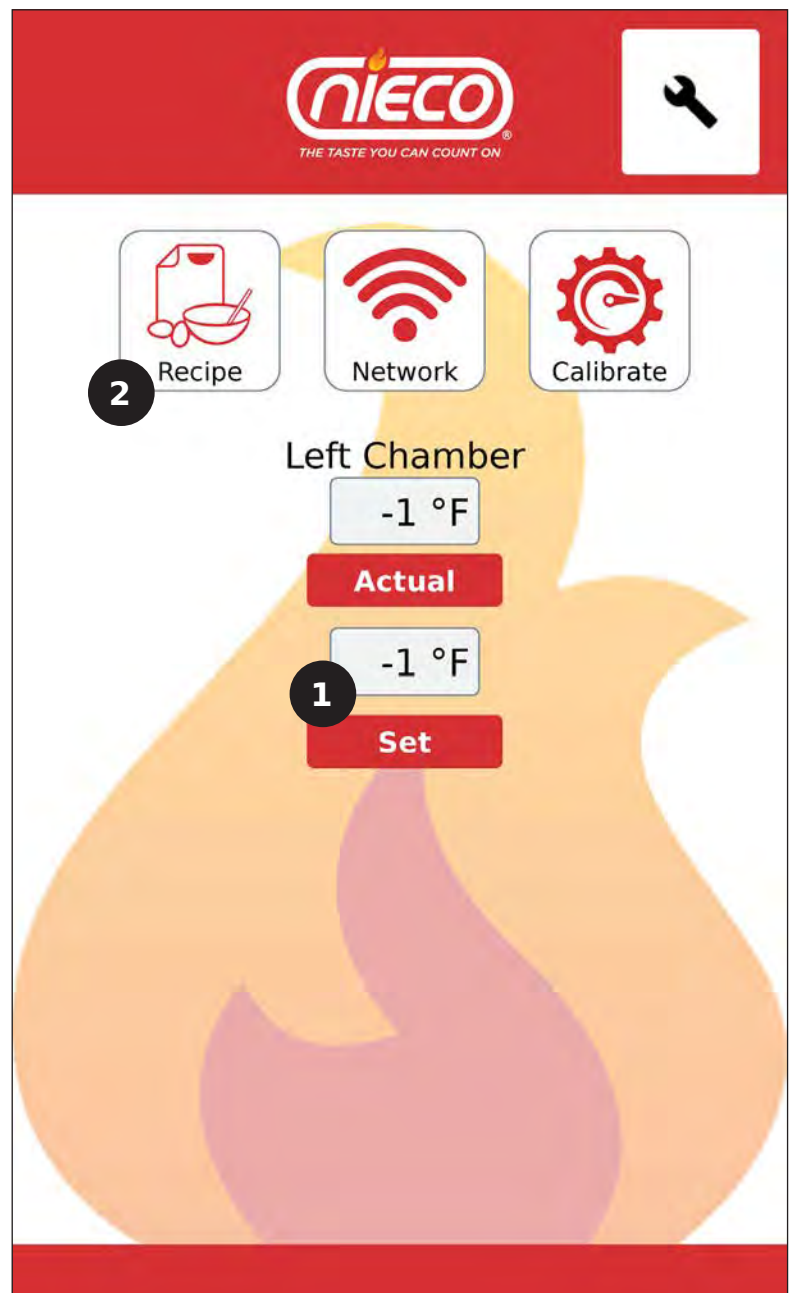 NIECO®
THE TASTE YOU CAN COUNT ON
Recipe
Network
Calibrate
2
Left Chamber
-1 °F
Actual
-1 °F
1
Set